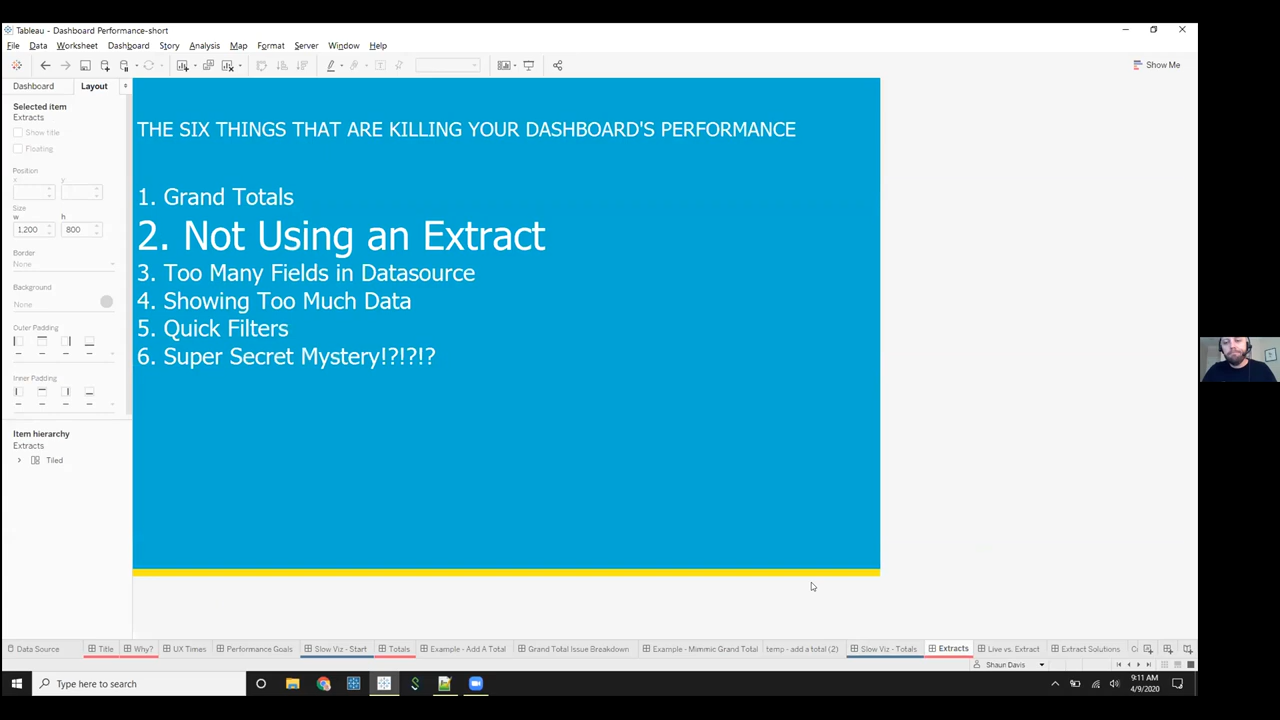 Tableau - Dashboard Performance-short
File Data Worksheet Dashboard Story Analysis Map Format Server Window Help
Show Me
Dashboard Layout
Selected item
Extracts
Show title
Floating
Position
x y
Size
w h
1,200 800
Border
None
Background
None
Outer Padding
Inner Padding
Item hierarchy
Extracts
Tiled
THE SIX THINGS THAT ARE KILLING YOUR DASHBOARD'S PERFORMANCE
1. Grand Totals
2. Not Using an Extract
3. Too Many Fields in Datasource
4. Showing Too Much Data
5. Quick Filters
6. Super Secret Mystery!?!?!?
Data Source Title Why? UX Times Performance Goals Slow Viz - Start Totals Example - Add A Total Grand Total Issue Breakdown Example - Mimmic Grand Total temp - add a total (2) Slow Viz - Totals Extracts Live vs. Extract Extract Solutions
Shaun Davis
Type here to search
9:11 AM
4/9/2020